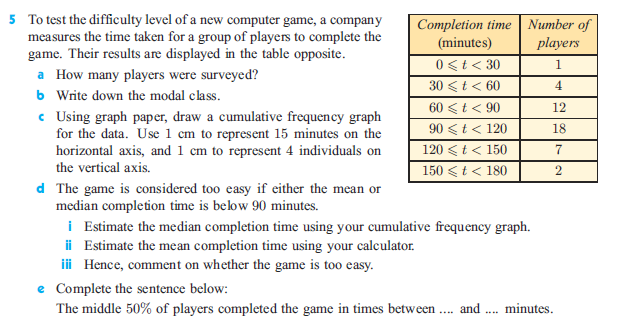 5 To test the difficulty level of a new computer game, a company
measures the time taken for a group of players to complete the
game. Their results are displayed in the table opposite.
a How many players were surveyed?
b Write down the modal class.
c Using graph paper, draw a cumulative frequency graph
for the data. Use 1 cm to represent 15 minutes on the
horizontal axis, and 1 cm to represent 4 individuals on
the vertical axis.
d The game is considered too easy if either the mean or
median completion time is below 90 minutes.
i Estimate the median completion time using your cumulative frequency graph.
ii Estimate the mean completion time using your calculator.
iii Hence, comment on whether the game is too easy.
e Complete the sentence below:
The middle 50% of players completed the game in times between .... and .... minutes.
Completion time Number of
(minutes) players
0 ⩽ t < 30 1
30 ⩽ t < 60 4
60 ⩽ t < 90 12
90 ⩽ t < 120 18
120 ⩽ t < 150 7
150 ⩽ t < 180 2